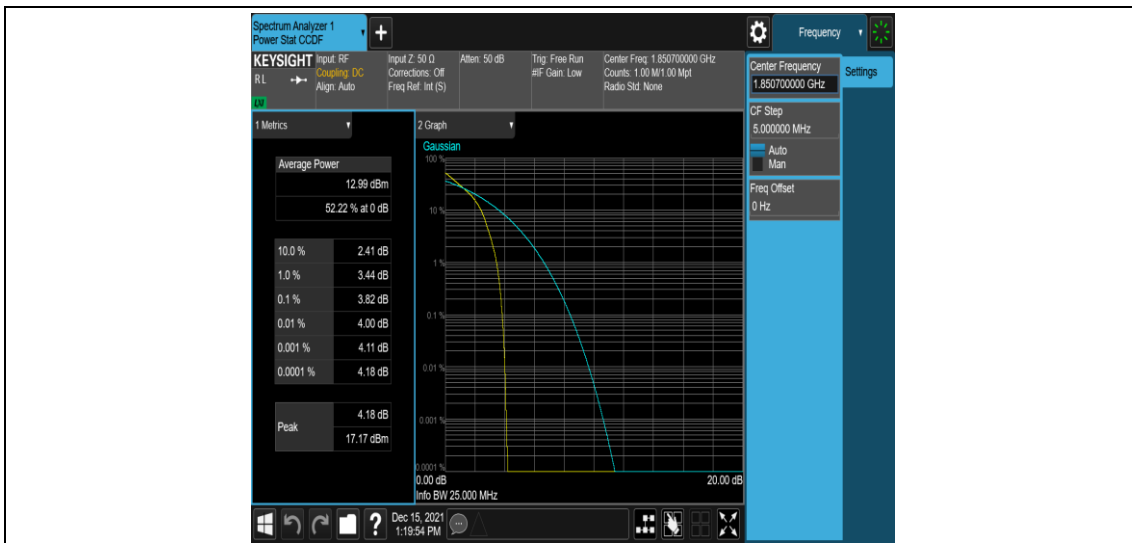 Spectrum Analyzer 1
Power Stat CCDF
+
Frequency
KEYSIGHT
RL
LXI
Input: RF
Coupling: DC
Align: Auto
Input Z: 50 Ω
Corrections: Off
Freq Ref: Int (S)
Atten: 50 dB
Trig: Free Run
#IF Gain: Low
Center Freq: 1.850700000 GHz
Counts: 1.00 M/1.00 Mpt
Radio Std: None
Center Frequency
1.850700000 GHz
Settings
CF Step
5.000000 MHz
Auto
Man
Freq Offset
0 Hz
1 Metrics
Average Power
12.99 dBm
52.22 % at 0 dB
10.0 % 2.41 dB
1.0 % 3.44 dB
0.1 % 3.82 dB
0.01 % 4.00 dB
0.001 % 4.11 dB
0.0001 % 4.18 dB
Peak
4.18 dB
17.17 dBm
2 Graph
Gaussian
100 %
10 %
1 %
0.1 %
0.01 %
0.001 %
0.0001 %
0.00 dB 20.00 dB
Info BW 25.000 MHz
?
Dec 15, 2021
1:19:54 PM